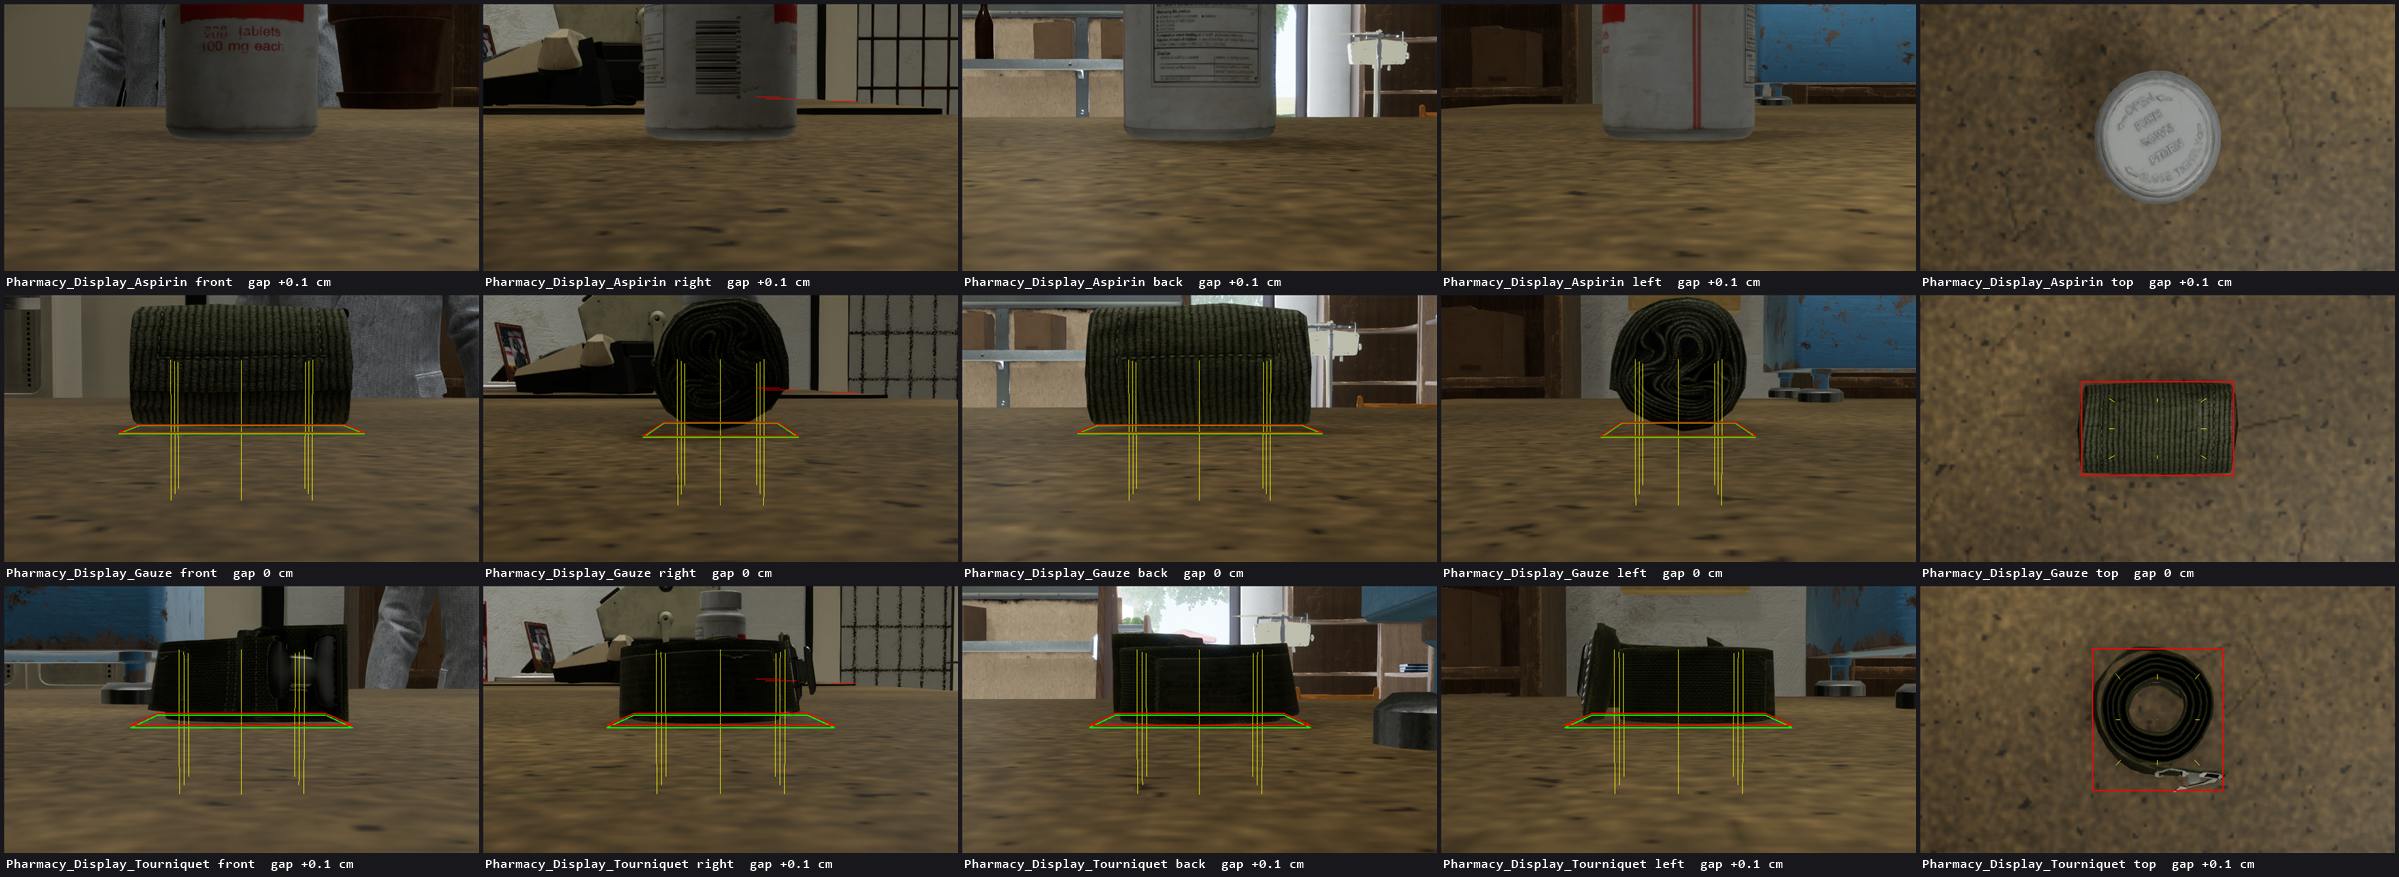 200 tablets
100 mg each
OPEN
PUSH
DOWN
Pharmacy_Display_Aspirin front gap +0.1 cm
Pharmacy_Display_Aspirin right gap +0.1 cm
Pharmacy_Display_Aspirin back gap +0.1 cm
Pharmacy_Display_Aspirin left gap +0.1 cm
Pharmacy_Display_Aspirin top gap +0.1 cm
Pharmacy_Display_Gauze front gap 0 cm
Pharmacy_Display_Gauze right gap 0 cm
Pharmacy_Display_Gauze back gap 0 cm
Pharmacy_Display_Gauze left gap 0 cm
Pharmacy_Display_Gauze top gap 0 cm
Pharmacy_Display_Tourniquet front gap +0.1 cm
Pharmacy_Display_Tourniquet right gap +0.1 cm
Pharmacy_Display_Tourniquet back gap +0.1 cm
Pharmacy_Display_Tourniquet left gap +0.1 cm
Pharmacy_Display_Tourniquet top gap +0.1 cm